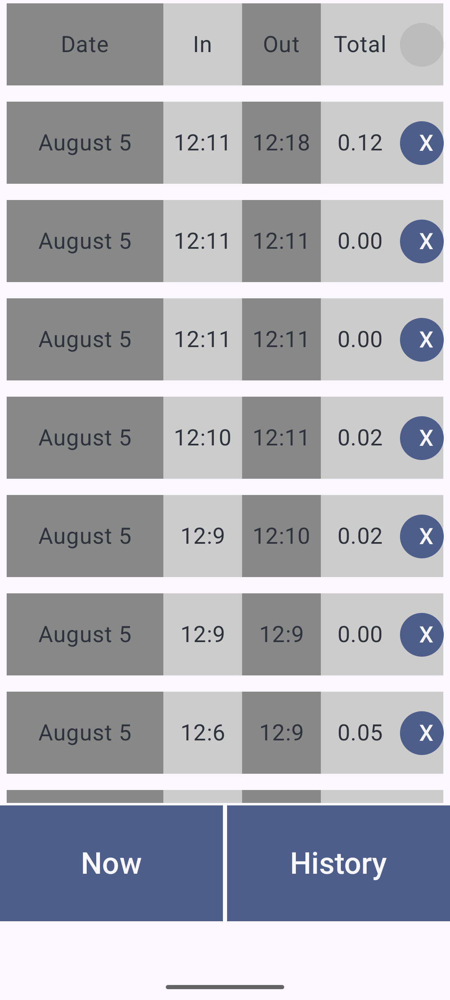 Date In Out Total
August 5 12:11 12:18 0.12 X
August 5 12:11 12:11 0.00 X
August 5 12:11 12:11 0.00 X
August 5 12:10 12:11 0.02 X
August 5 12:9 12:10 0.02 X
August 5 12:9 12:9 0.00 X
August 5 12:6 12:9 0.05 X
Now History